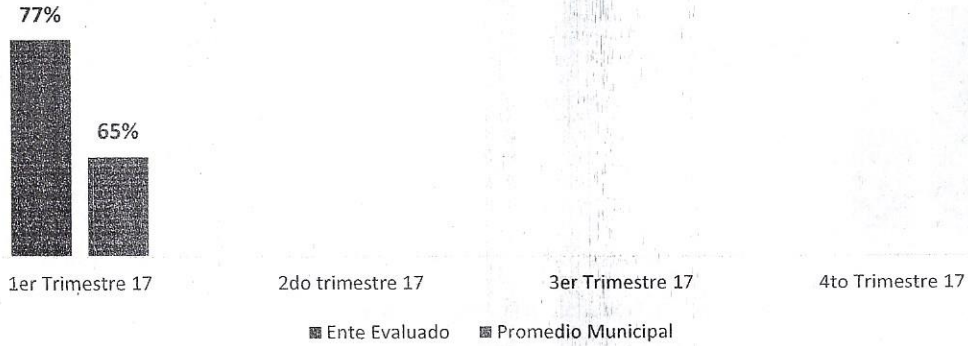 77%
65%
1er Trimestre 17 2do trimestre 17 3er Trimestre 17 4to Trimestre 17
Ente Evaluado Promedio Municipal